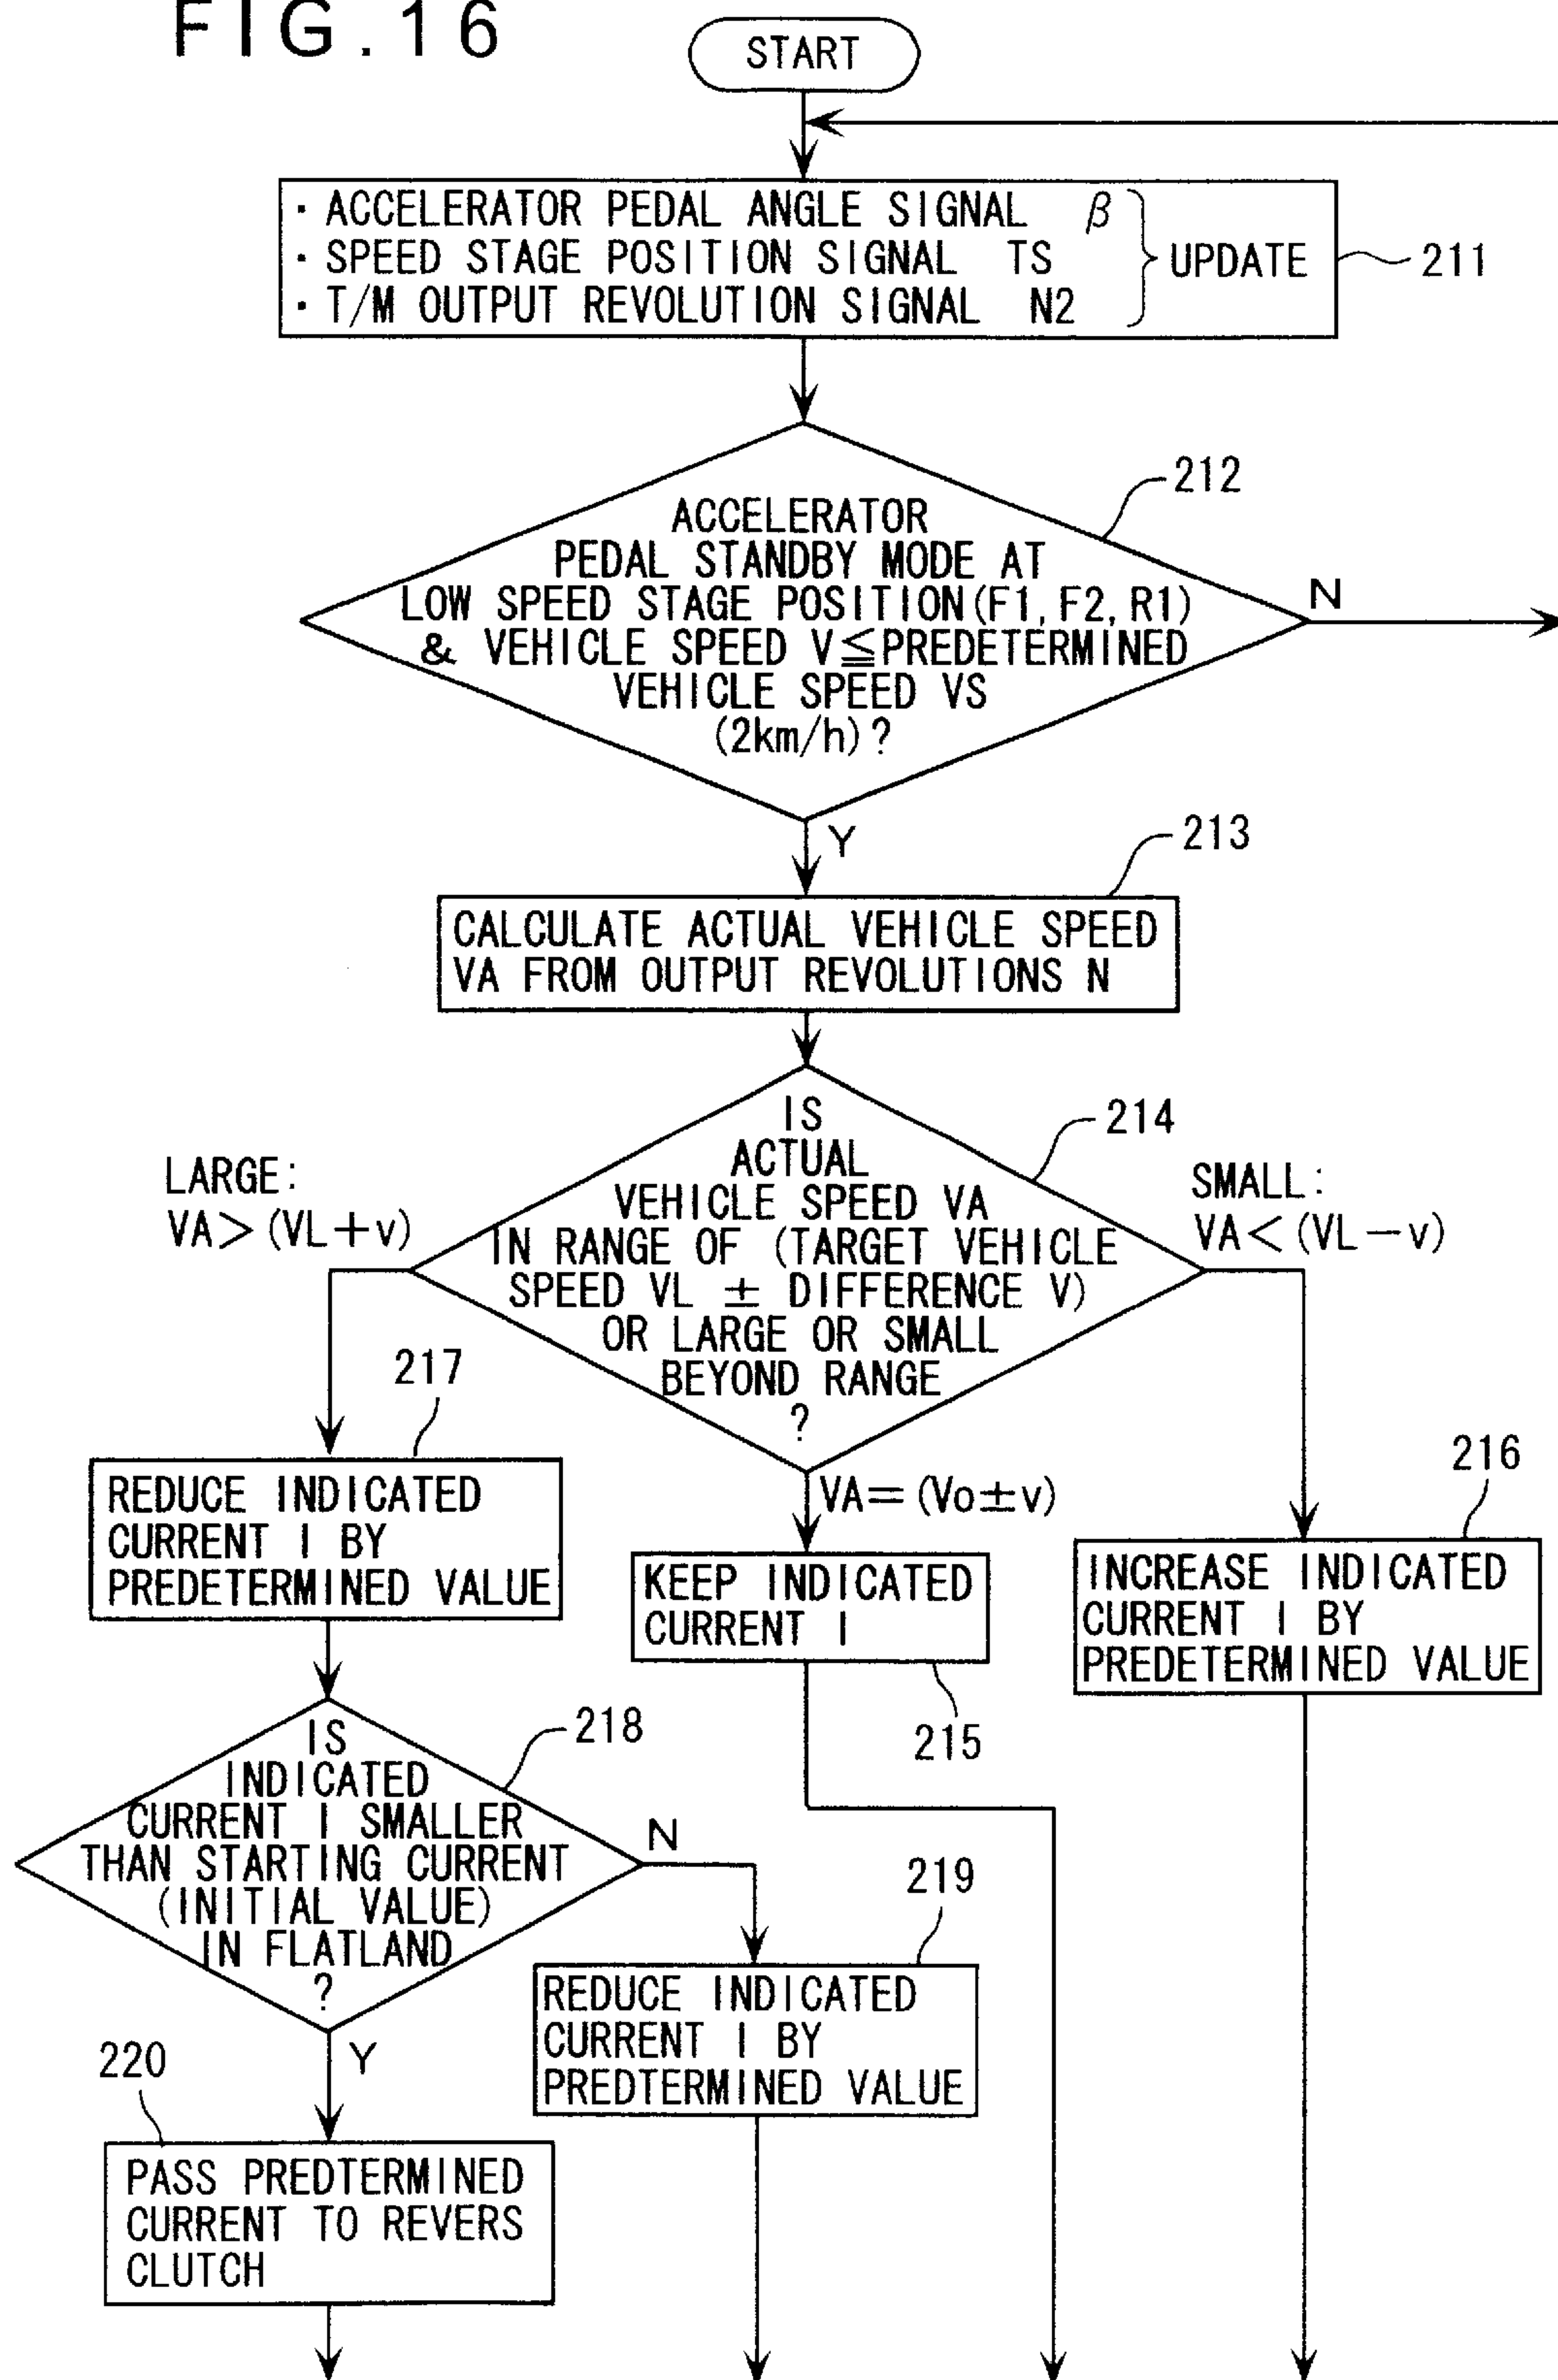 FIG.16
START
· ACCELERATOR PEDAL ANGLE SIGNAL β
· SPEED STAGE POSITION SIGNAL TS
· T/M OUTPUT REVOLUTION SIGNAL N2
UPDATE
211
212
ACCELERATOR
PEDAL STANDBY MODE AT
LOW SPEED STAGE POSITION(F1,F2,R1)
& VEHICLE SPEED V≦PREDETERMINED
VEHICLE SPEED VS
(2km/h)?
N
Y
213
CALCULATE ACTUAL VEHICLE SPEED
VA FROM OUTPUT REVOLUTIONS N
214
IS
ACTUAL
VEHICLE SPEED VA
IN RANGE OF (TARGET VEHICLE
SPEED VL ± DIFFERENCE V)
OR LARGE OR SMALL
BEYOND RANGE
?
LARGE:
VA>(VL+v)
SMALL:
VA<(VL-v)
217
REDUCE INDICATED
CURRENT I BY
PREDETERMINED VALUE
VA=(Vo±v)
KEEP INDICATED
CURRENT I
215
216
INCREASE INDICATED
CURRENT I BY
PREDETERMINED VALUE
218
IS
INDICATED
CURRENT I SMALLER
THAN STARTING CURRENT
(INITIAL VALUE)
IN FLATLAND
?
N
219
REDUCE INDICATED
CURRENT I BY
PREDTERMINED VALUE
Y
220
PASS PREDTERMINED
CURRENT TO REVERS
CLUTCH